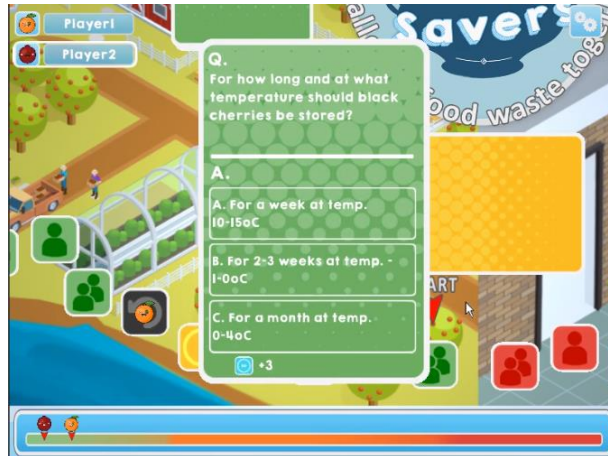 Player1
Player2
Savers
food waste toge
Q.
For how long and at what
temperature should black
cherries be stored?
A.
A. For a week at temp.
10-15oC
B. For 2-3 weeks at temp. -
1-0oC
C. For a month at temp.
0-4oC
+3
ART